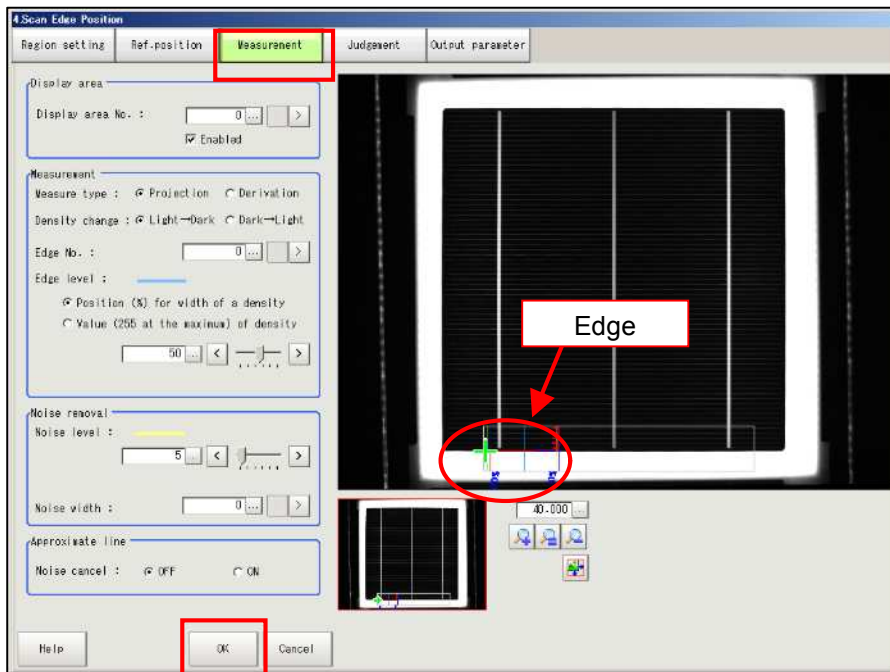 4.Scan Edge Position
Region setting Ref.position Measurement Judgement Output parameter
Display area
Display area No. : 0 ... >
Enabled
Measurement
Measure type : Projection Derivation
Density change : Light→Dark Dark→Light
Edge No. : 0 ... >
Edge level :
Position (%) for width of a density
Value (255 at the maximum) of density
50 ... < >
Edge
Noise removal
Noise level :
5 ... < >
Noise width : 0 ... >
40.000 ...
Approximate line
Noise cancel : OFF ON
Help OK Cancel